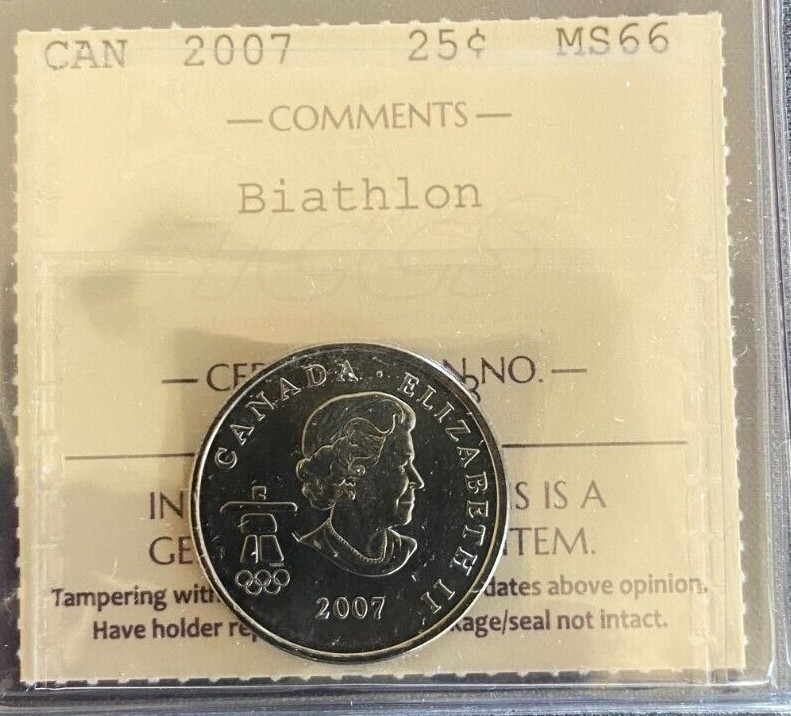 CAN 2007 25¢ MS66
— COMMENTS —
Biathlon
ICCS
— CE NO. —
CANADA · ELIZABETH II
2007
IN S IS A
GE ITEM.
Tampering with dates above opinion.
Have holder re kage/seal not intact.